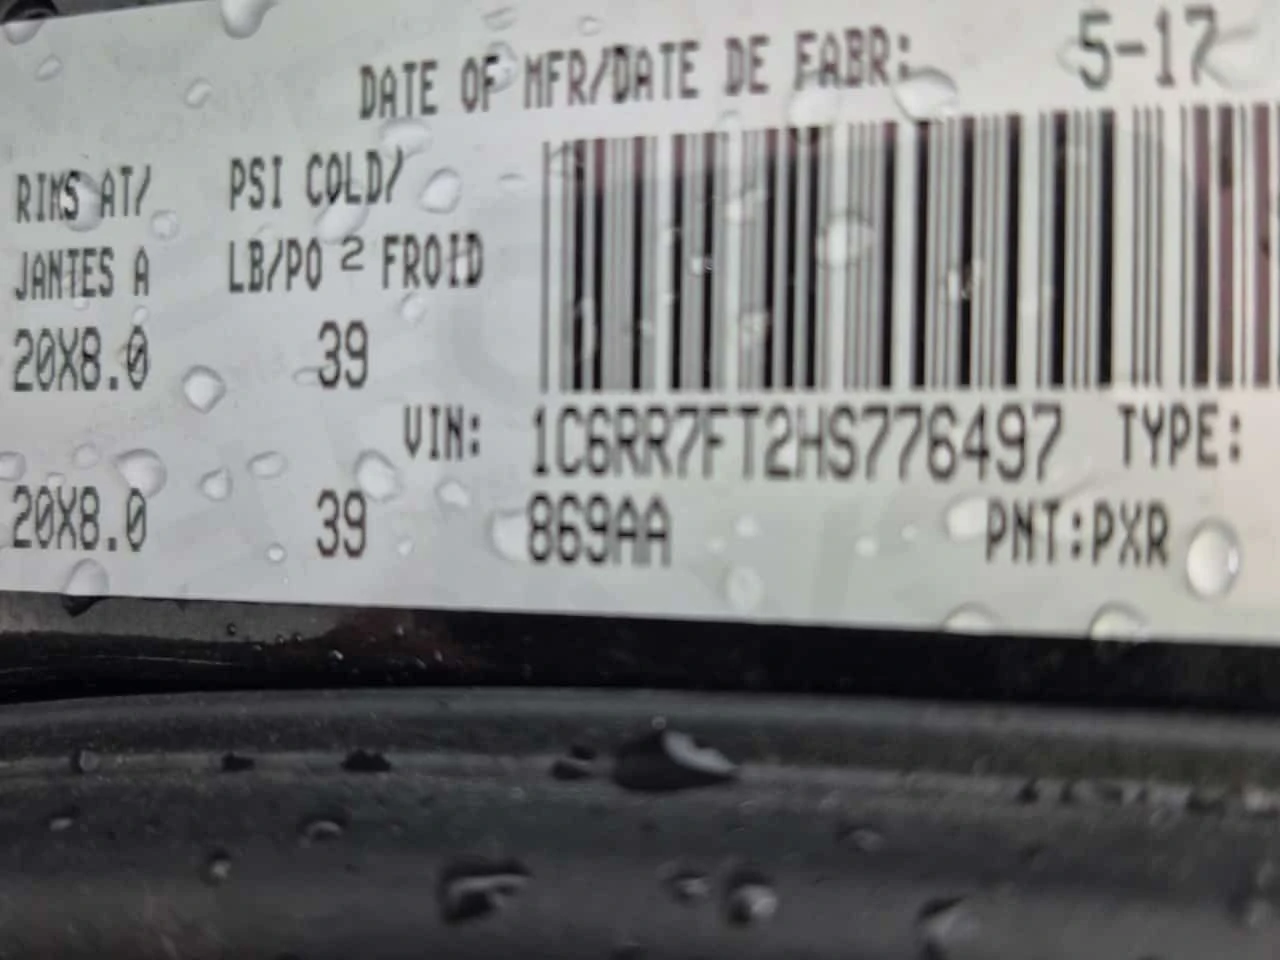 DATE OF MFR/DATE DE FABR: 5-17
RIMS AT/ PSI COLD/
JANTES A LB/PO 2 FROID
20X8.0 39
VIN: 1C6RR7FT2HS776497 TYPE:
20X8.0 39 869AA PNT:PXR